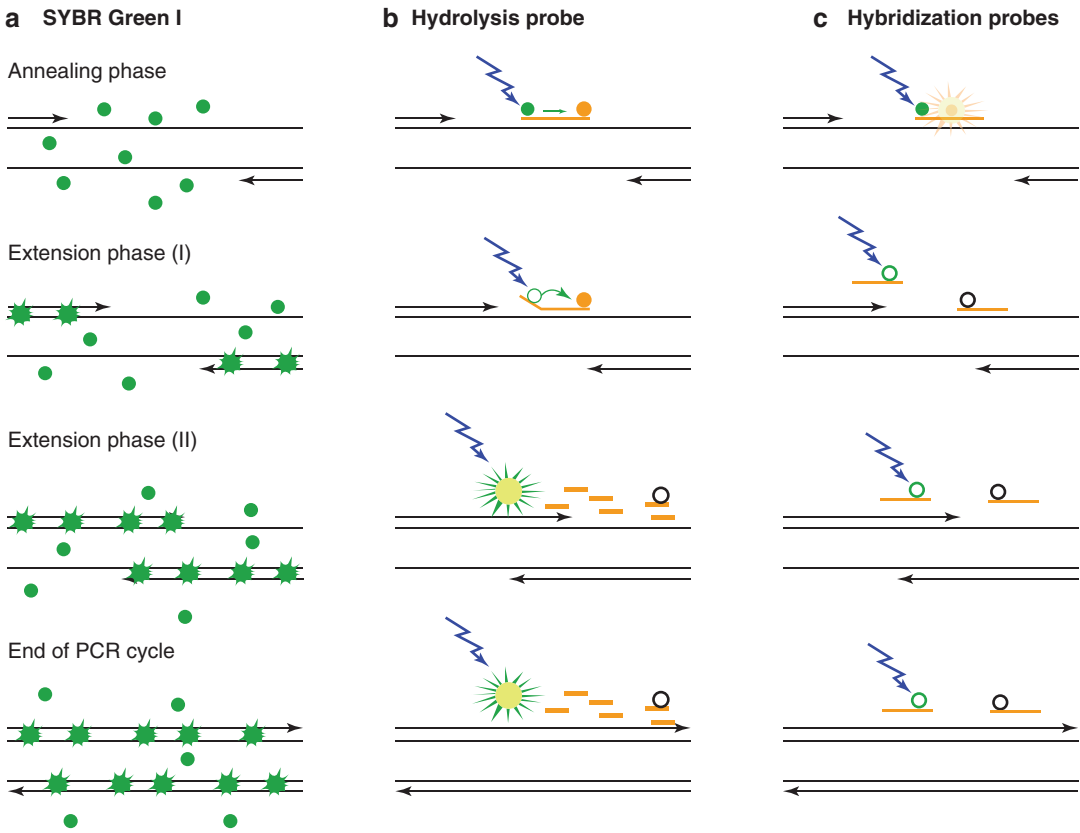 a SYBR Green I
b Hydrolysis probe
c Hybridization probes
Annealing phase
Extension phase (I)
Extension phase (II)
End of PCR cycle